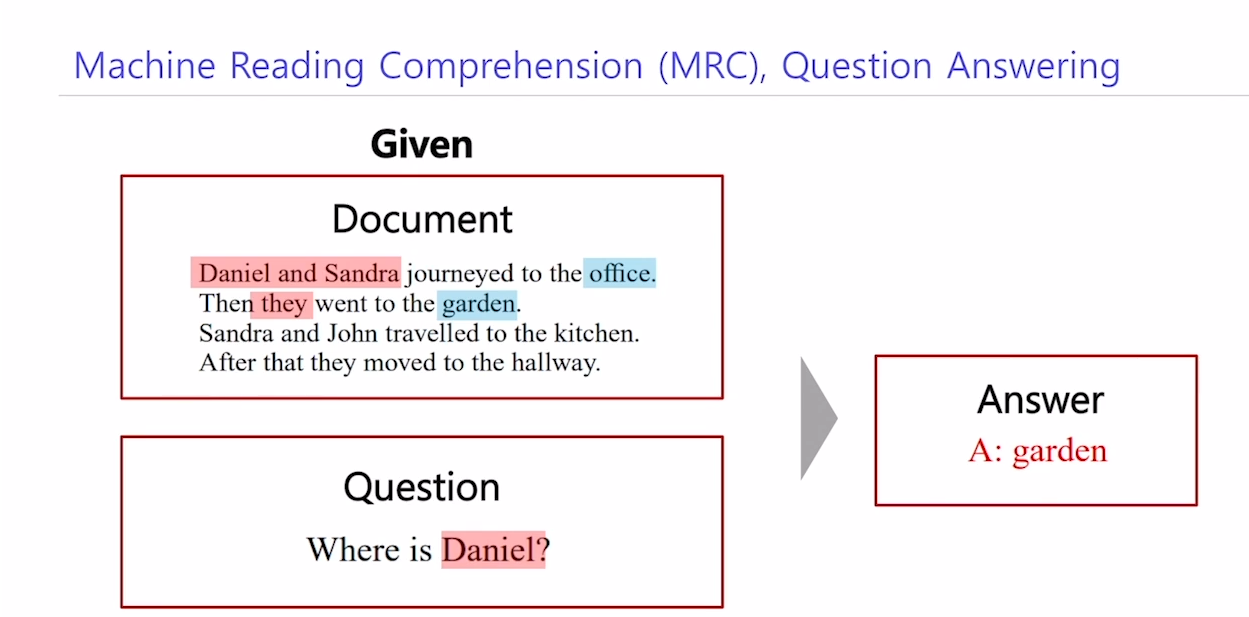 Machine Reading Comprehension (MRC), Question Answering
Given
Document
Daniel and Sandra journeyed to the office.
Then they went to the garden.
Sandra and John travelled to the kitchen.
After that they moved to the hallway.
Question
Where is Daniel?
Answer
A: garden